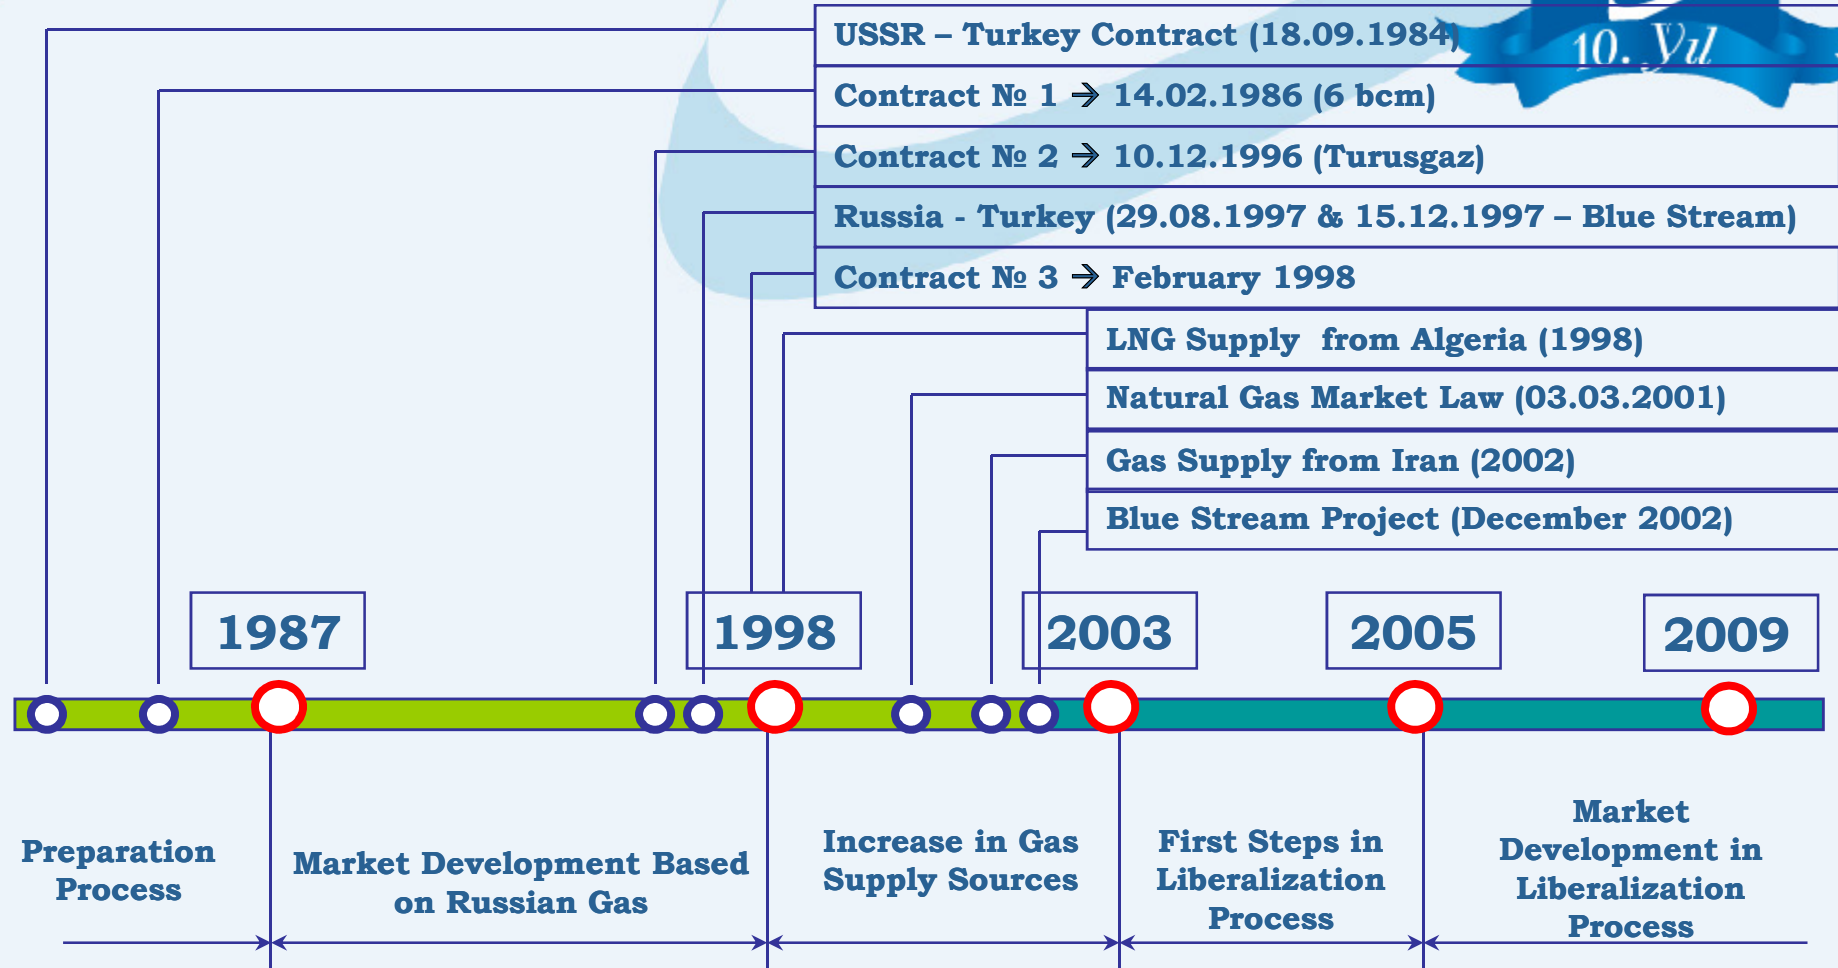 USSR – Turkey Contract (18.09.1984)
10. Yıl
Contract № 1 → 14.02.1986 (6 bcm)
Contract № 2 → 10.12.1996 (Turusgaz)
Russia - Turkey (29.08.1997 & 15.12.1997 – Blue Stream)
Contract № 3 → February 1998
LNG Supply  from Algeria (1998)
Natural Gas Market Law (03.03.2001)
Gas Supply from Iran (2002)
Blue Stream Project (December 2002)
1987
1998
2003
2005
2009
Preparation
Process
Market Development Based
on Russian Gas
Increase in Gas
Supply Sources
First Steps in
Liberalization
Process
Market
Development in
Liberalization
Process